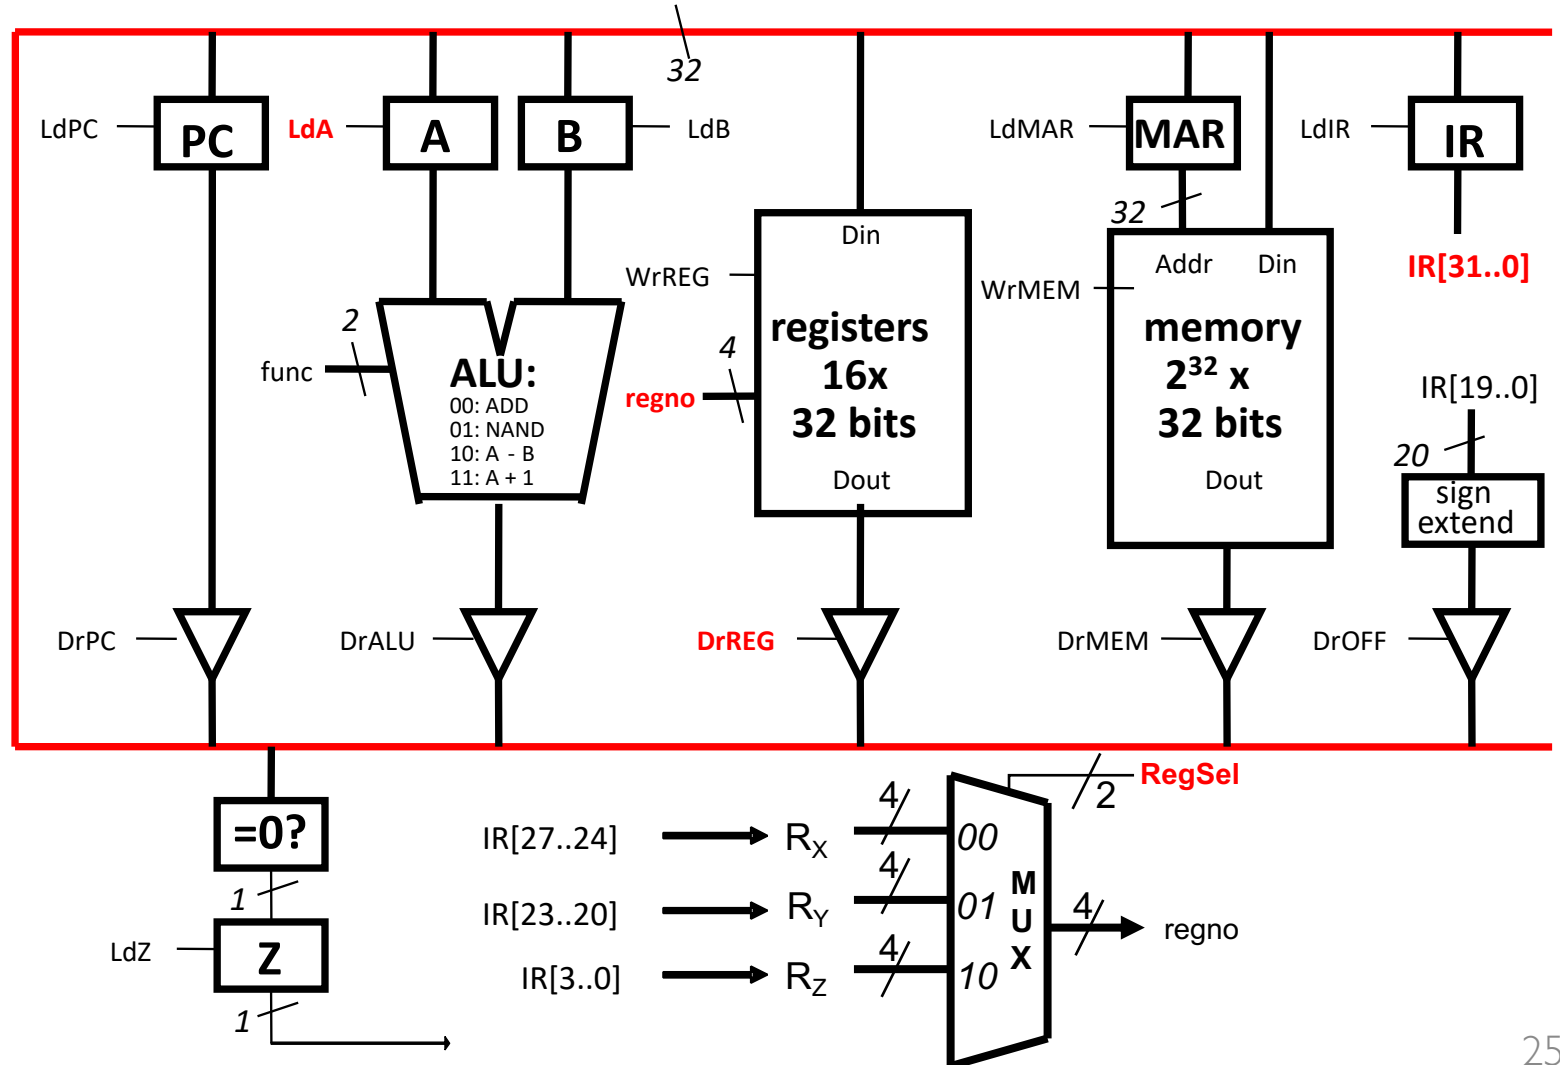 32
LdPC
PC
LdA
A
B
LdB
LdMAR
MAR
LdIR
IR
32
Din
WrREG
registers
16x
32 bits
Dout
4
regno
Addr Din
WrMEM
memory
2³² x
32 bits
Dout
IR[31..0]
2
func
ALU:
00: ADD
01: NAND
10: A - B
11: A + 1
IR[19..0]
20
sign
extend
DrPC
DrALU
DrREG
DrMEM
DrOFF
=0?
1
LdZ
Z
1
RegSel
2
IR[27..24]
RX
4
00
IR[23..20]
RY
4
01
IR[3..0]
RZ
4
10
M
U
X
4
regno
25